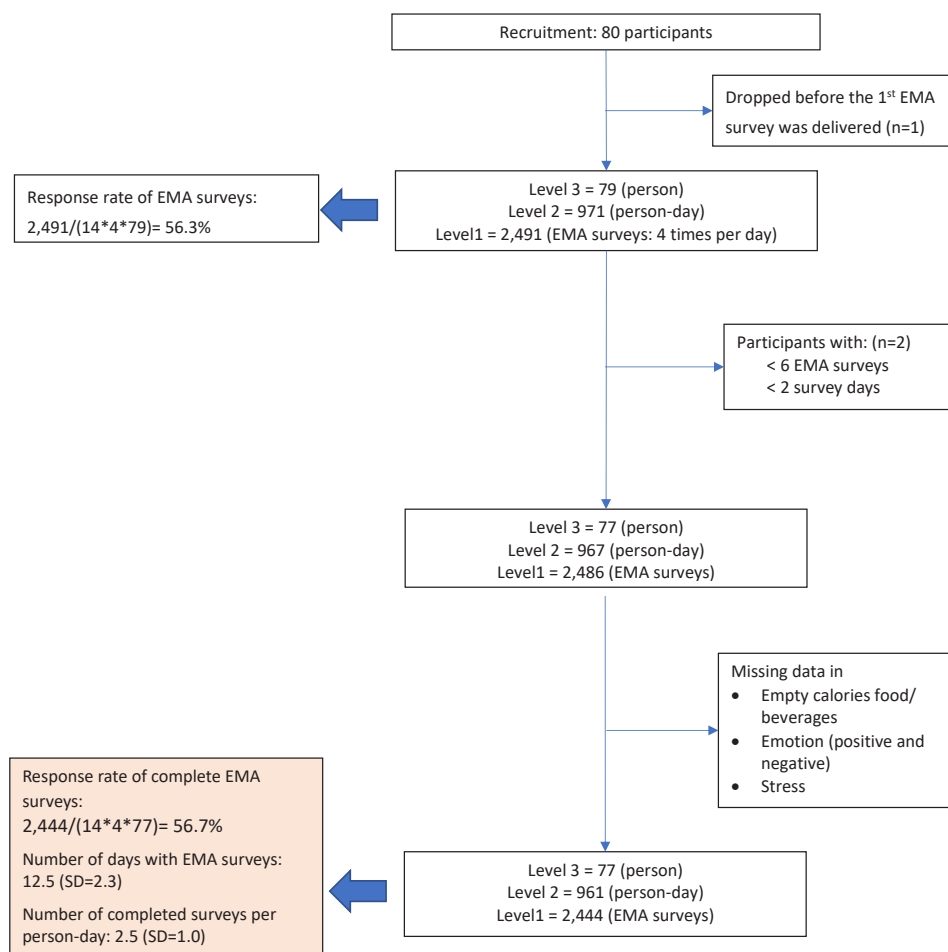 Recruitment: 80 participants
Dropped before the 1st EMA
survey was delivered (n=1)
Level 3 = 79 (person)
Level 2 = 971 (person-day)
Level1 = 2,491 (EMA surveys: 4 times per day)
Response rate of EMA surveys:
2,491/(14*4*79)= 56.3%
Participants with: (n=2)
< 6 EMA surveys
< 2 survey days
Level 3 = 77 (person)
Level 2 = 967 (person-day)
Level1 = 2,486 (EMA surveys)
Missing data in
• Empty calories food/
beverages
• Emotion (positive and
negative)
• Stress
Response rate of complete EMA
surveys:
2,444/(14*4*77)= 56.7%
Number of days with EMA surveys:
12.5 (SD=2.3)
Number of completed surveys per
person-day: 2.5 (SD=1.0)
Level 3 = 77 (person)
Level 2 = 961 (person-day)
Level1 = 2,444 (EMA surveys)